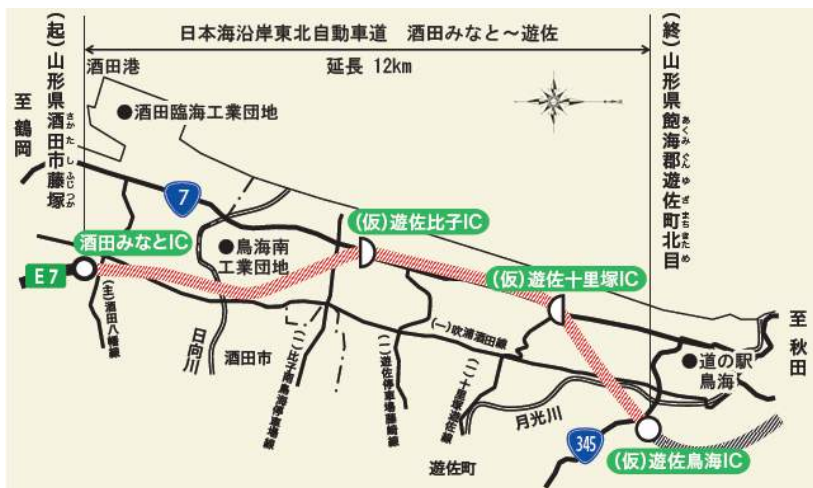 日本海沿岸東北自動車道 酒田みなと～遊佐
延長 12km
(起)山形県酒田市藤塚
さかたしふじつか
至 鶴岡
酒田港
酒田臨海工業団地
(終)山形県飽海郡遊佐町北目
あくみぐんゆざまちきため
至 秋田
7
(仮)遊佐比子IC
酒田みなとIC
鳥海南
工業団地
(仮)遊佐十里塚IC
E7
(主)酒田八幡線
日向川
酒田市
(一)比子南鳥海停車場線
(一)遊佐停車場藤崎線
(一)吹浦酒田線
(一)十里塚遊佐線
月光川
道の駅
鳥海
345
遊佐町
(仮)遊佐鳥海IC